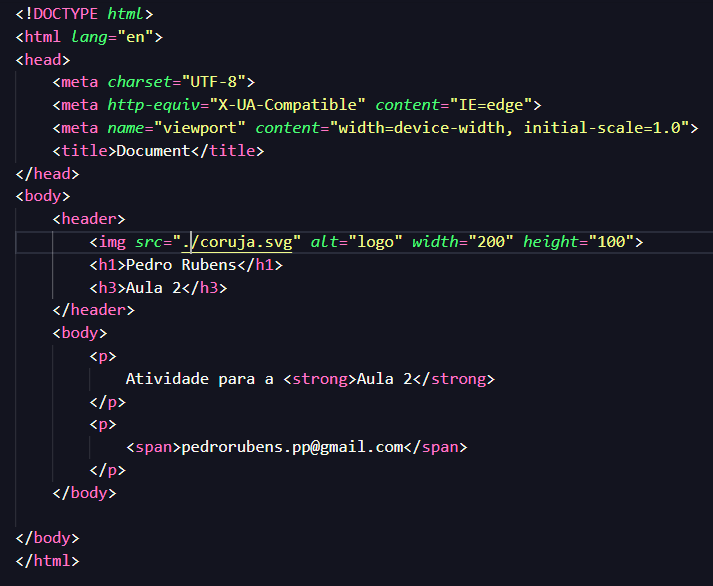 <!DOCTYPE html>
<html lang="en">
<head>
    <meta charset="UTF-8">
    <meta http-equiv="X-UA-Compatible" content="IE=edge">
    <meta name="viewport" content="width=device-width, initial-scale=1.0">
    <title>Document</title>
</head>
<body>
    <header>
        <img src="./coruja.svg" alt="logo" width="200" height="100">
        <h1>Pedro Rubens</h1>
        <h3>Aula 2</h3>
    </header>
    <body>
        <p>
            Atividade para a <strong>Aula 2</strong>
        </p>
        <p>
            <span>pedrorubens.pp@gmail.com</span>
        </p>
    </body>

</body>
</html>